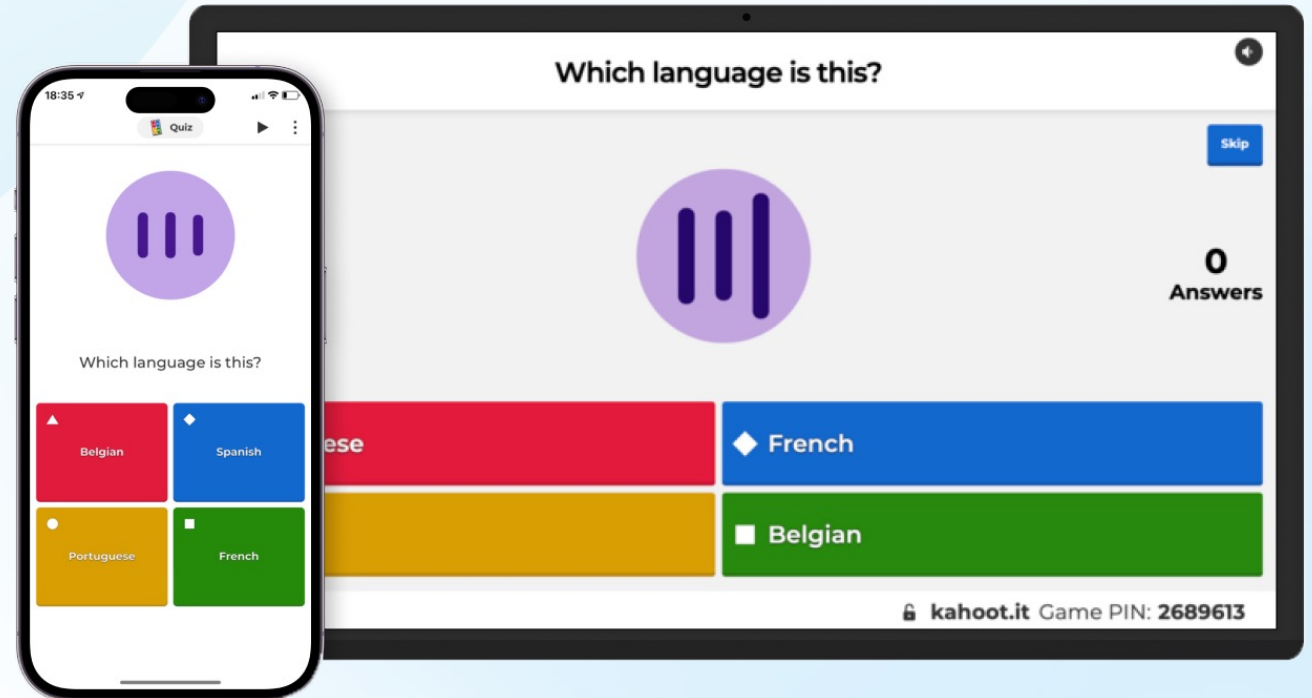 18:35
Quiz
Which language is this?
Belgian
Spanish
Portuguese
French
Which language is this?
Skip
0
Answers
ese
French
Belgian
kahoot.it Game PIN: 2689613